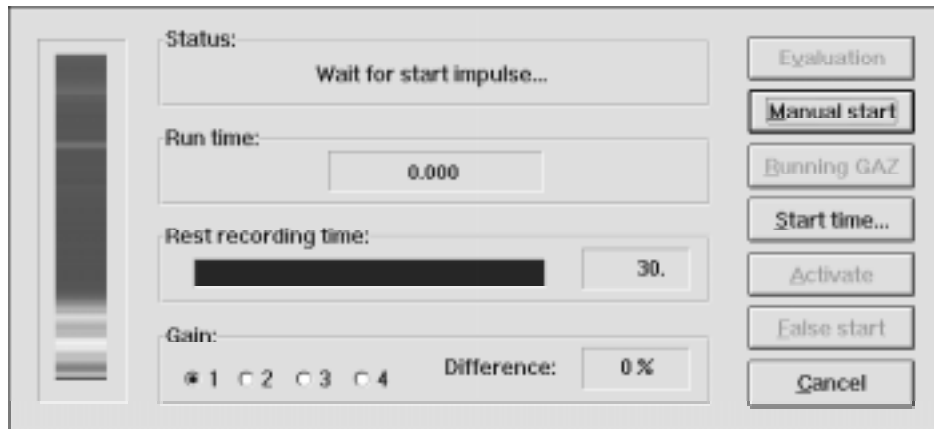 Status:
Wait for start impulse...
Run time:
0.000
Rest recording time:
30.
Gain:
1 2 3 4
Difference:
0 %
Evaluation
Manual start
Running GAZ
Start time...
Activate
False start
Cancel